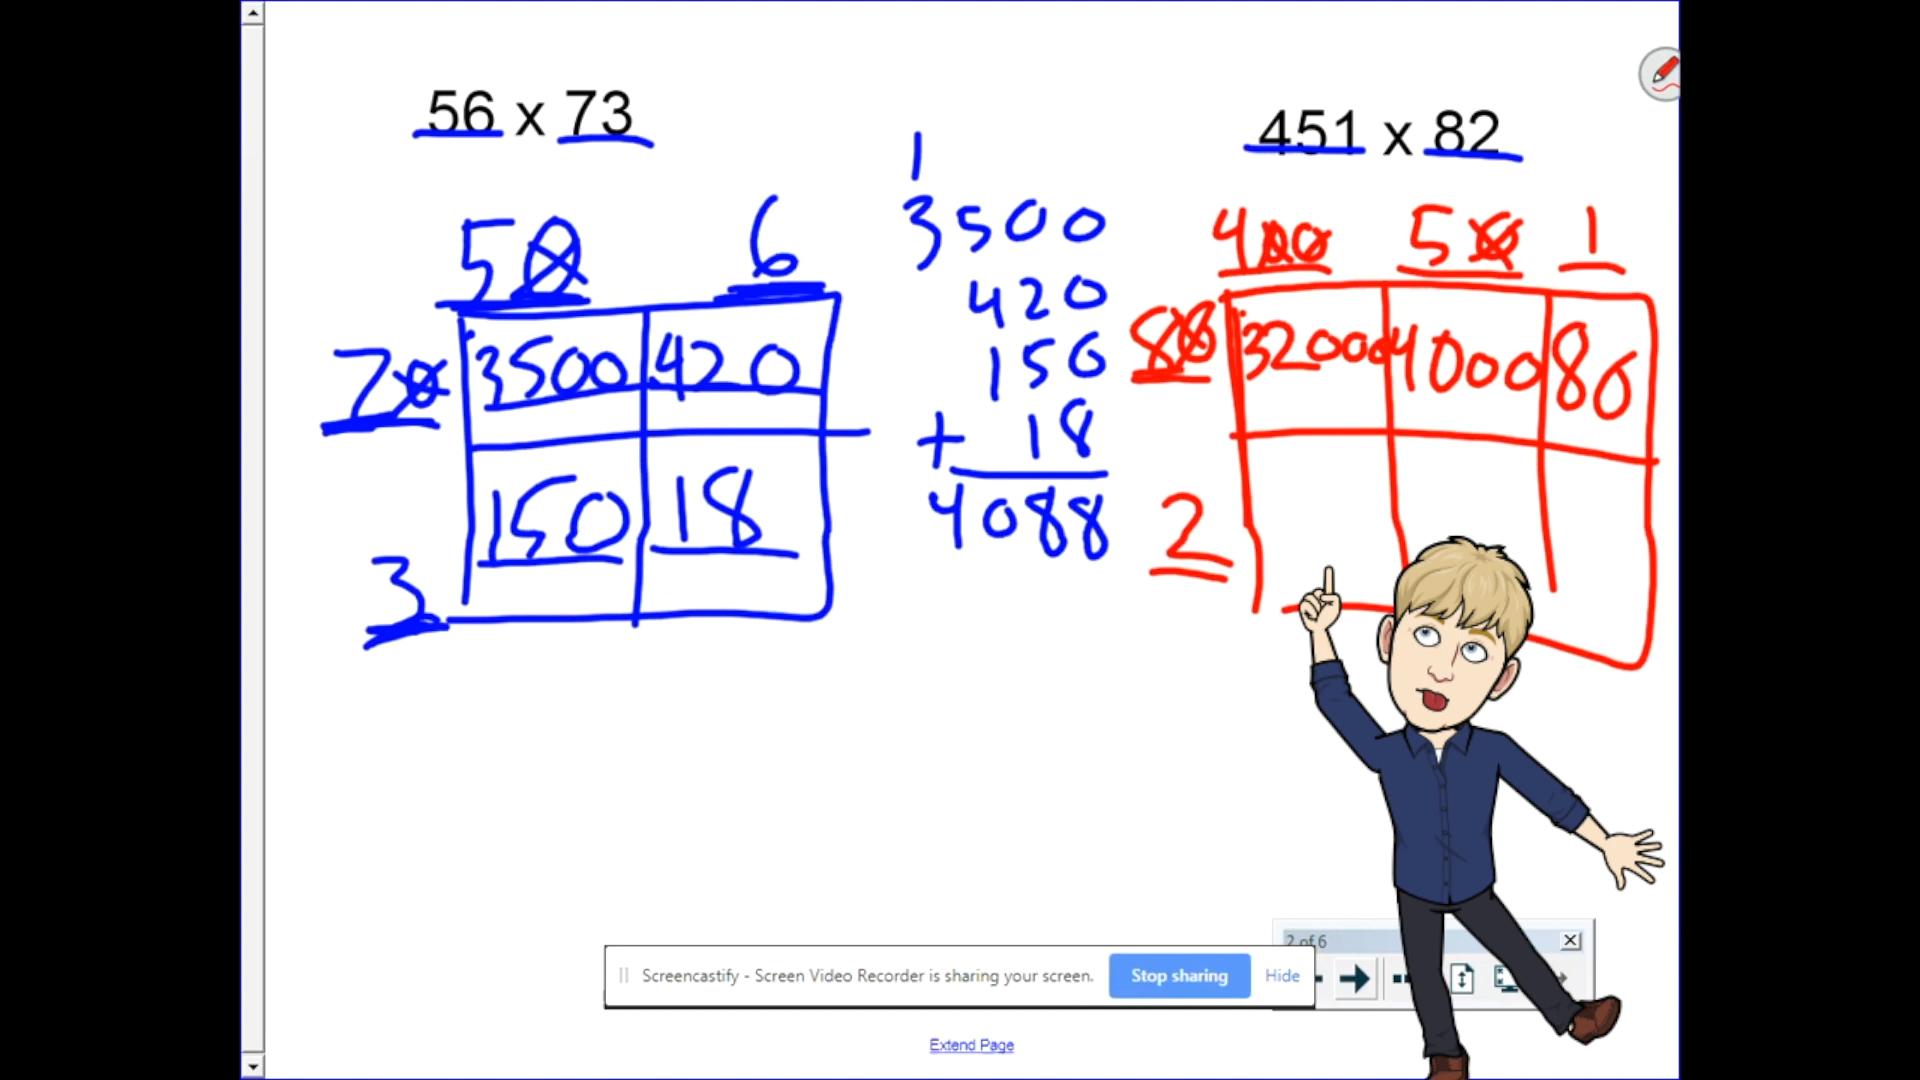 56 x 73
50 6
70 3500 420
3 150 18
1
3500
420
150
+ 18
4088
451 x 82
400 50 1
80 32000 4000 80
2
2 of 6
Screencastify - Screen Video Recorder is sharing your screen. Stop sharing Hide
Extend Page